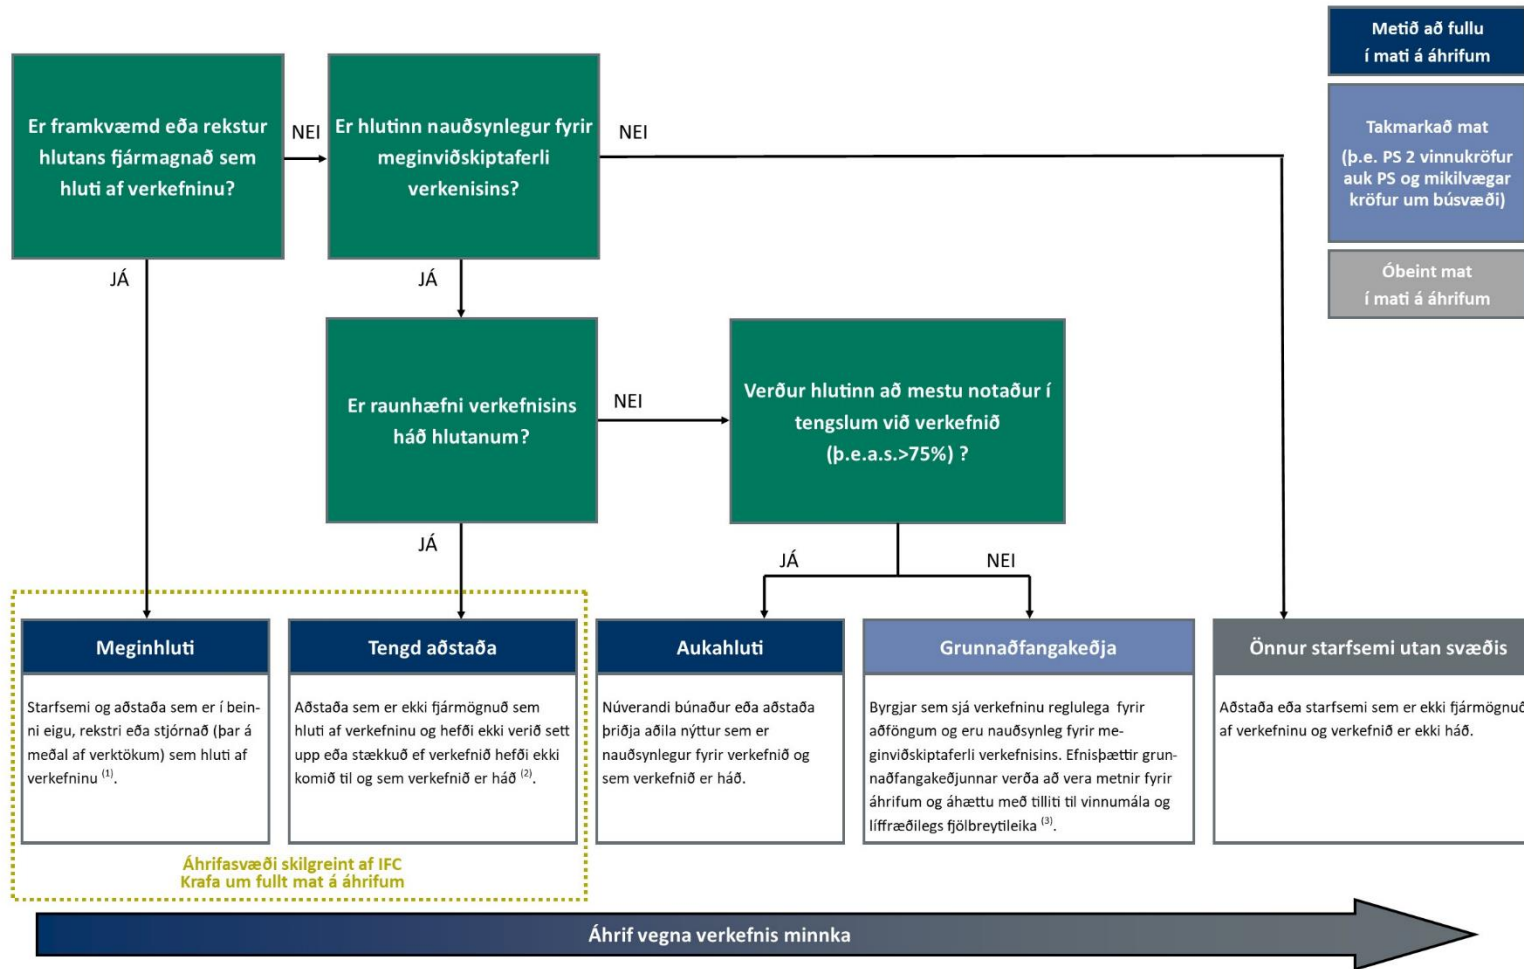 Metið að fullu
í mati á áhrifum
Takmarkað mat
(þ.e. PS 2 vinnukröfur
auk PS og mikilvægar
kröfur um búsvæði)
Óbeint mat
í mati á áhrifum
Er framkvæmd eða rekstur
hlutans fjármagnað sem
hluti af verkefninu?
NEI
Er hlutinn nauðsynlegur fyrir
meginviðskiptaferli
verkenisins?
NEI
JÁ
JÁ
Er raunhæfni verkefnisins
háð hlutanum?
NEI
Verður hlutinn að mestu notaður í
tengslum við verkefnið
(þ.e.a.s.>75%) ?
JÁ
JÁ
NEI
Meginhluti
Starfsemi og aðstaða sem er í bein-
ni eigu, rekstri eða stjórnað (þar á
meðal af verktökum) sem hluti af
verkefninu (1).
Tengd aðstaða
Aðstaða sem er ekki fjármögnuð sem
hluti af verkefninu og hefði ekki verið sett
upp eða stækkuð ef verkefnið hefði ekki
komið til og sem verkefnið er háð (2).
Aukahluti
Núverandi búnaður eða aðstaða
þriðja aðila nýttur sem er
nauðsynlegur fyrir verkefnið og
sem verkefnið er háð.
Grunnaðfangakeðja
Byrgjar sem sjá verkefninu reglulega fyrir
aðföngum og eru nauðsynleg fyrir me-
ginviðskiptaferli verkefnisins. Efnisþættir grun-
naðfangakeðjunnar verða að vera metnir fyrir
áhrifum og áhættu með tilliti til vinnumála og
líffræðilegs fjölbreytileika (3).
Önnur starfsemi utan svæðis
Aðstaða eða starfsemi sem er ekki fjármögnuð
af verkefninu og verkefnið er ekki háð.
Áhrifasvæði skilgreint af IFC
Krafa um fullt mat á áhrifum
Áhrif vegna verkefnis minnka